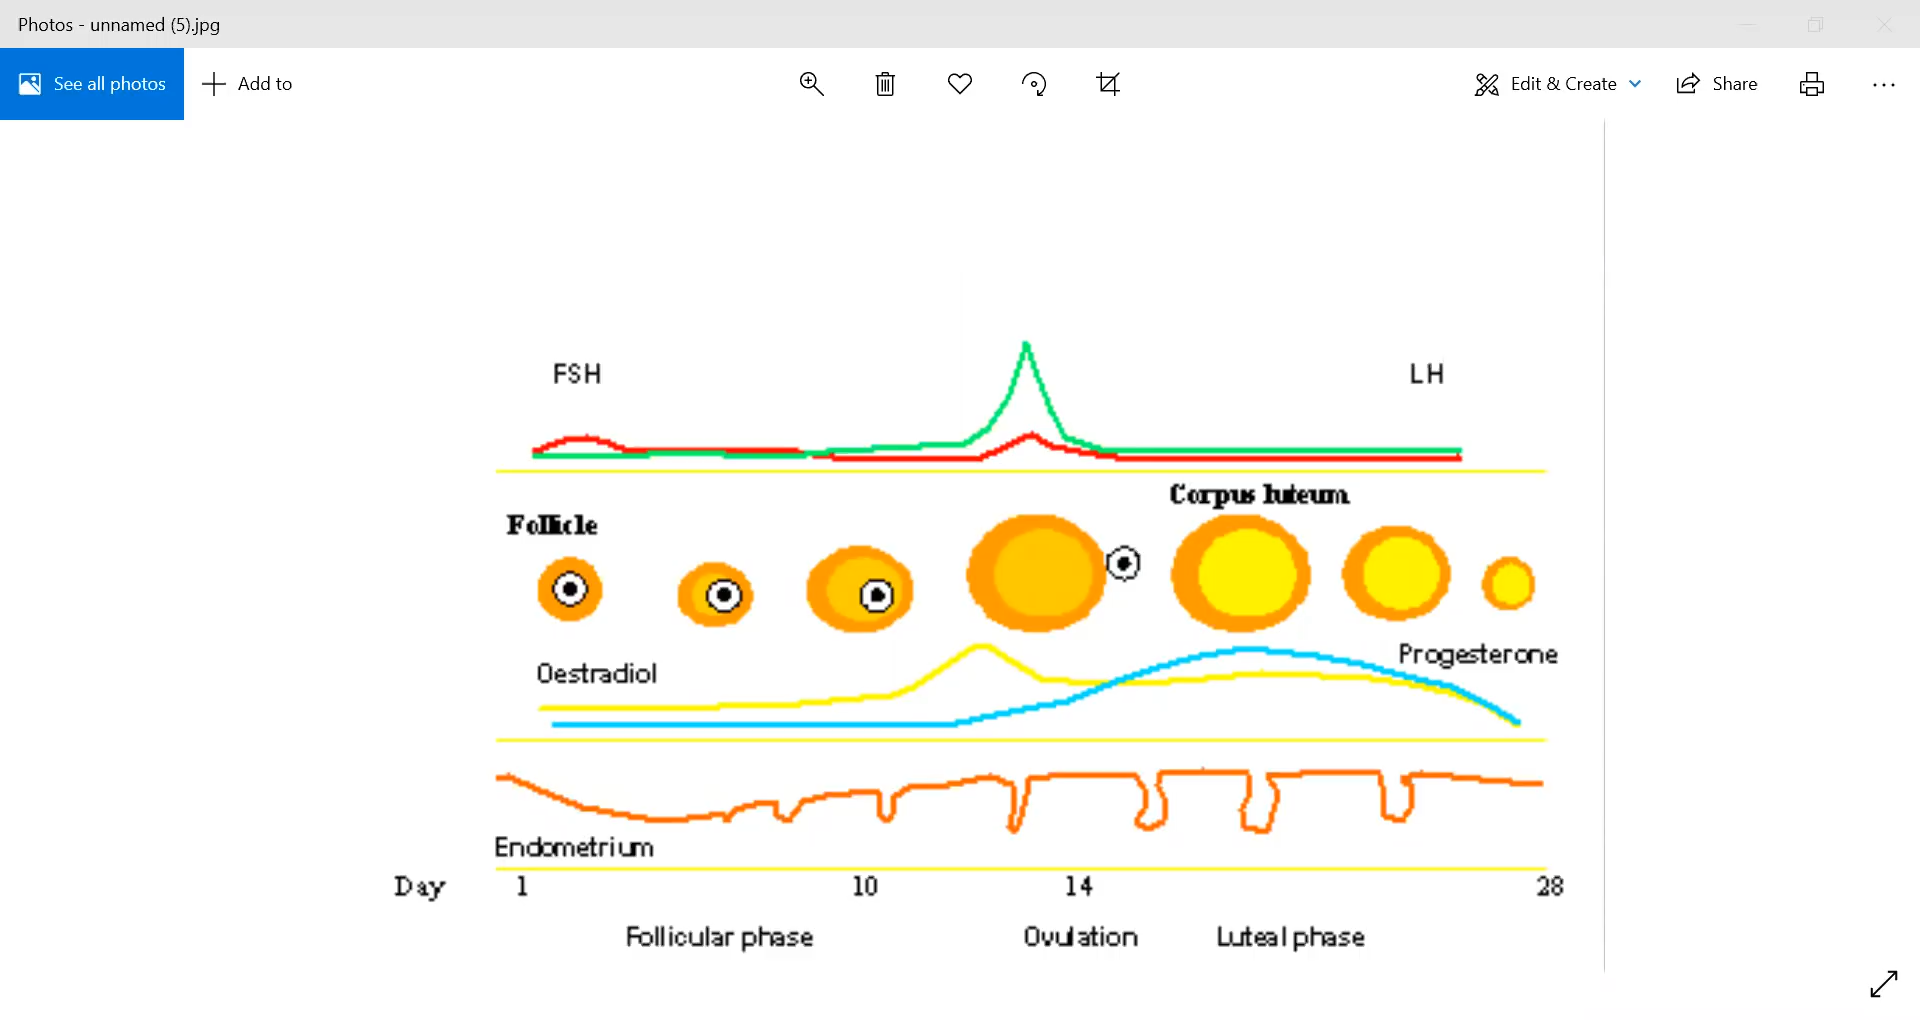 Photos - unnamed (5).jpg
See all photos
Add to
Edit & Create
Share
FSH
LH
Corpus luteum
Follicle
Progesterone
Oestradiol
Endometrium
Day 1 10 14 28
Follicular phase Ovulation Luteal phase